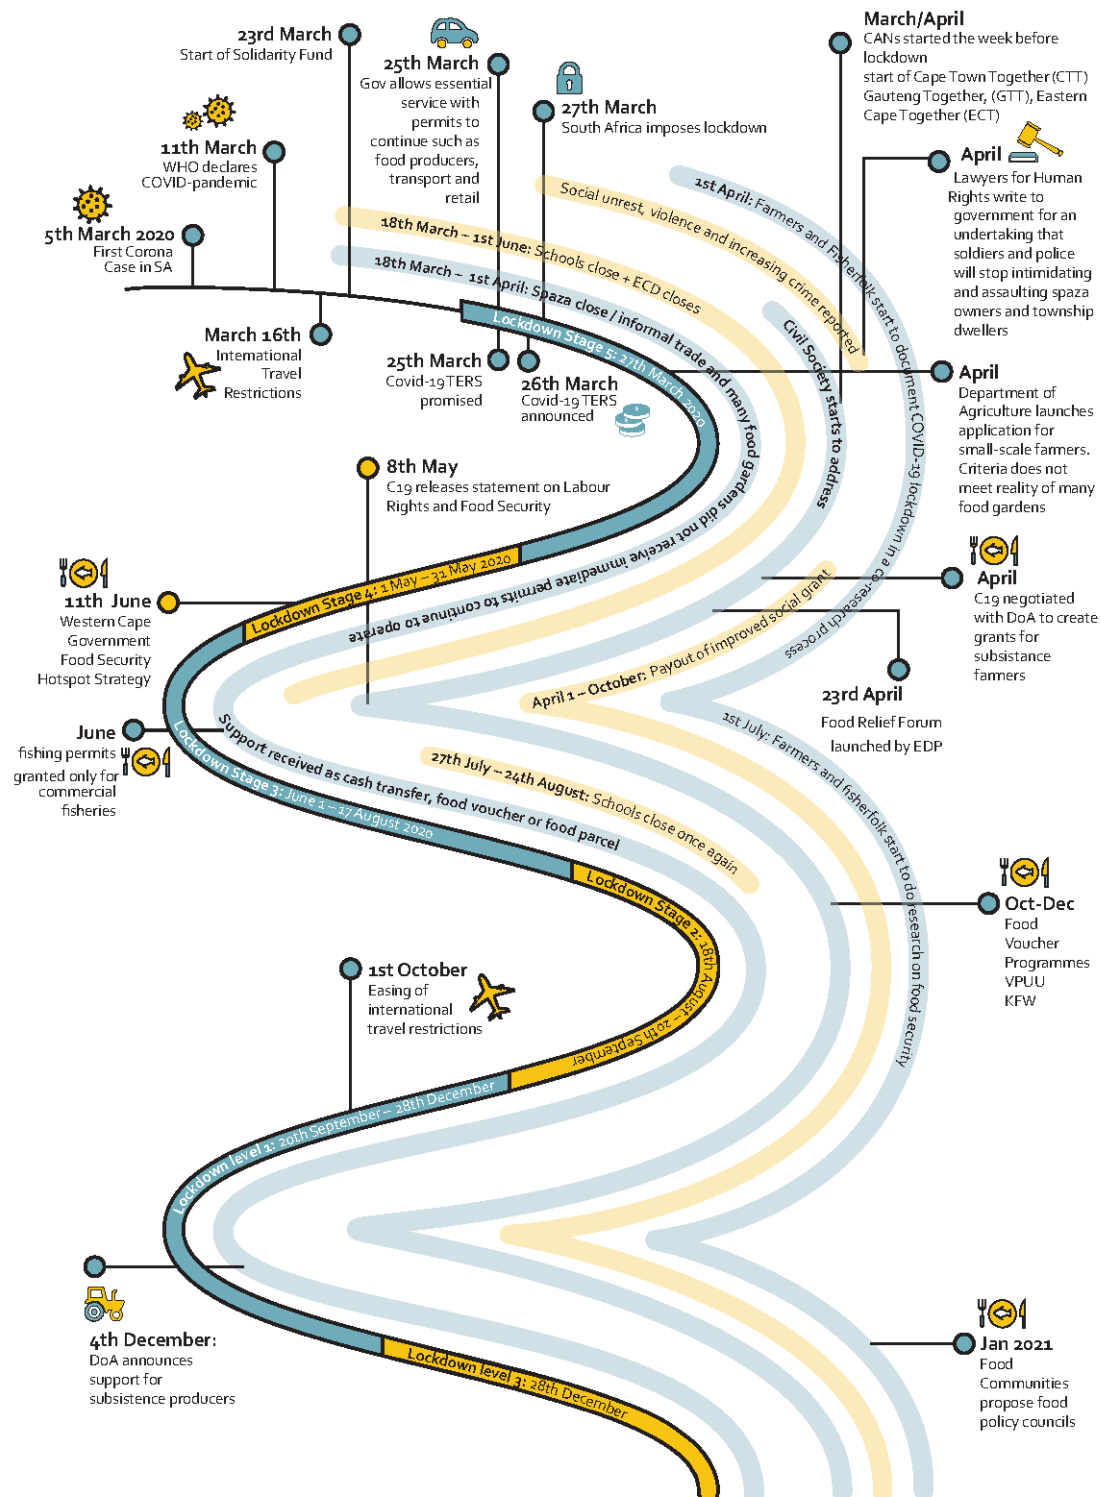 23rd March
Start of Solidarity Fund
25th March
Gov allows essential
service with
permits to
continue such as
food producers,
transport and
retail
27th March
South Africa imposes lockdown
March/April
CANs started the week before
lockdown
start of Cape Town Together (CTT)
Gauteng Together, (GTT), Eastern
Cape Together (ECT)
11th March
WHO declares
COVID-pandemic
April
Lawyers for Human
Rights write to
government for an
undertaking that
soldiers and police
will stop intimidating
and assaulting spaza
owners and township
dwellers
5th March 2020
First Corona
Case in SA
1st April: Farmers and Fisherfolk start to document COVID-19 lockdown in a co-research process
Social unrest, violence and increasing crime reported
18th March – 1st June: Schools close + ECD closes
18th March – 1st April: Spaza close / informal trade and many food gardens did not receive immediate permits to continue to operate
Civil Society starts to address
Lockdown Stage 5: 27th March 2020
March 16th
International
Travel
Restrictions
25th March
Covid-19TERS
promised
26th March
Covid-19 TERS
announced
April
Department of
Agriculture launches
application for
small-scale farmers.
Criteria does not
meet reality of many
food gardens
8th May
C19 releases statement on Labour
Rights and Food Security
Lockdown Stage 4: 1 May – 31 May 2020
April
C19 negotiated
with DoA to create
grants for
subsistance
farmers
11th June
Western Cape
Government
Food Security
Hotspot Strategy
April 1 – October: Payout of improved social grant
23rd April
Food Relief Forum
launched by EDP
June
fishing permits
granted only for
commercial
fisheries
Support received as cash transfer, food voucher or food parcel
Lockdown Stage 3: June 1 – 17 August 2020
27th July – 24th August: Schools close once again
1st July: Farmers and fisherfolk start to do research on food security
Lockdown Stage 2: 18th August – 20th September
Oct-Dec
Food
Voucher
Programmes
VPUU
KFW
1st October
Easing of
international
travel restrictions
Lockdown level 1: 20th September – 28th December
4th December:
DoA announces
support for
subsistence producers
Lockdown level 3: 28th December
Jan 2021
Food
Communities
propose food
policy councils